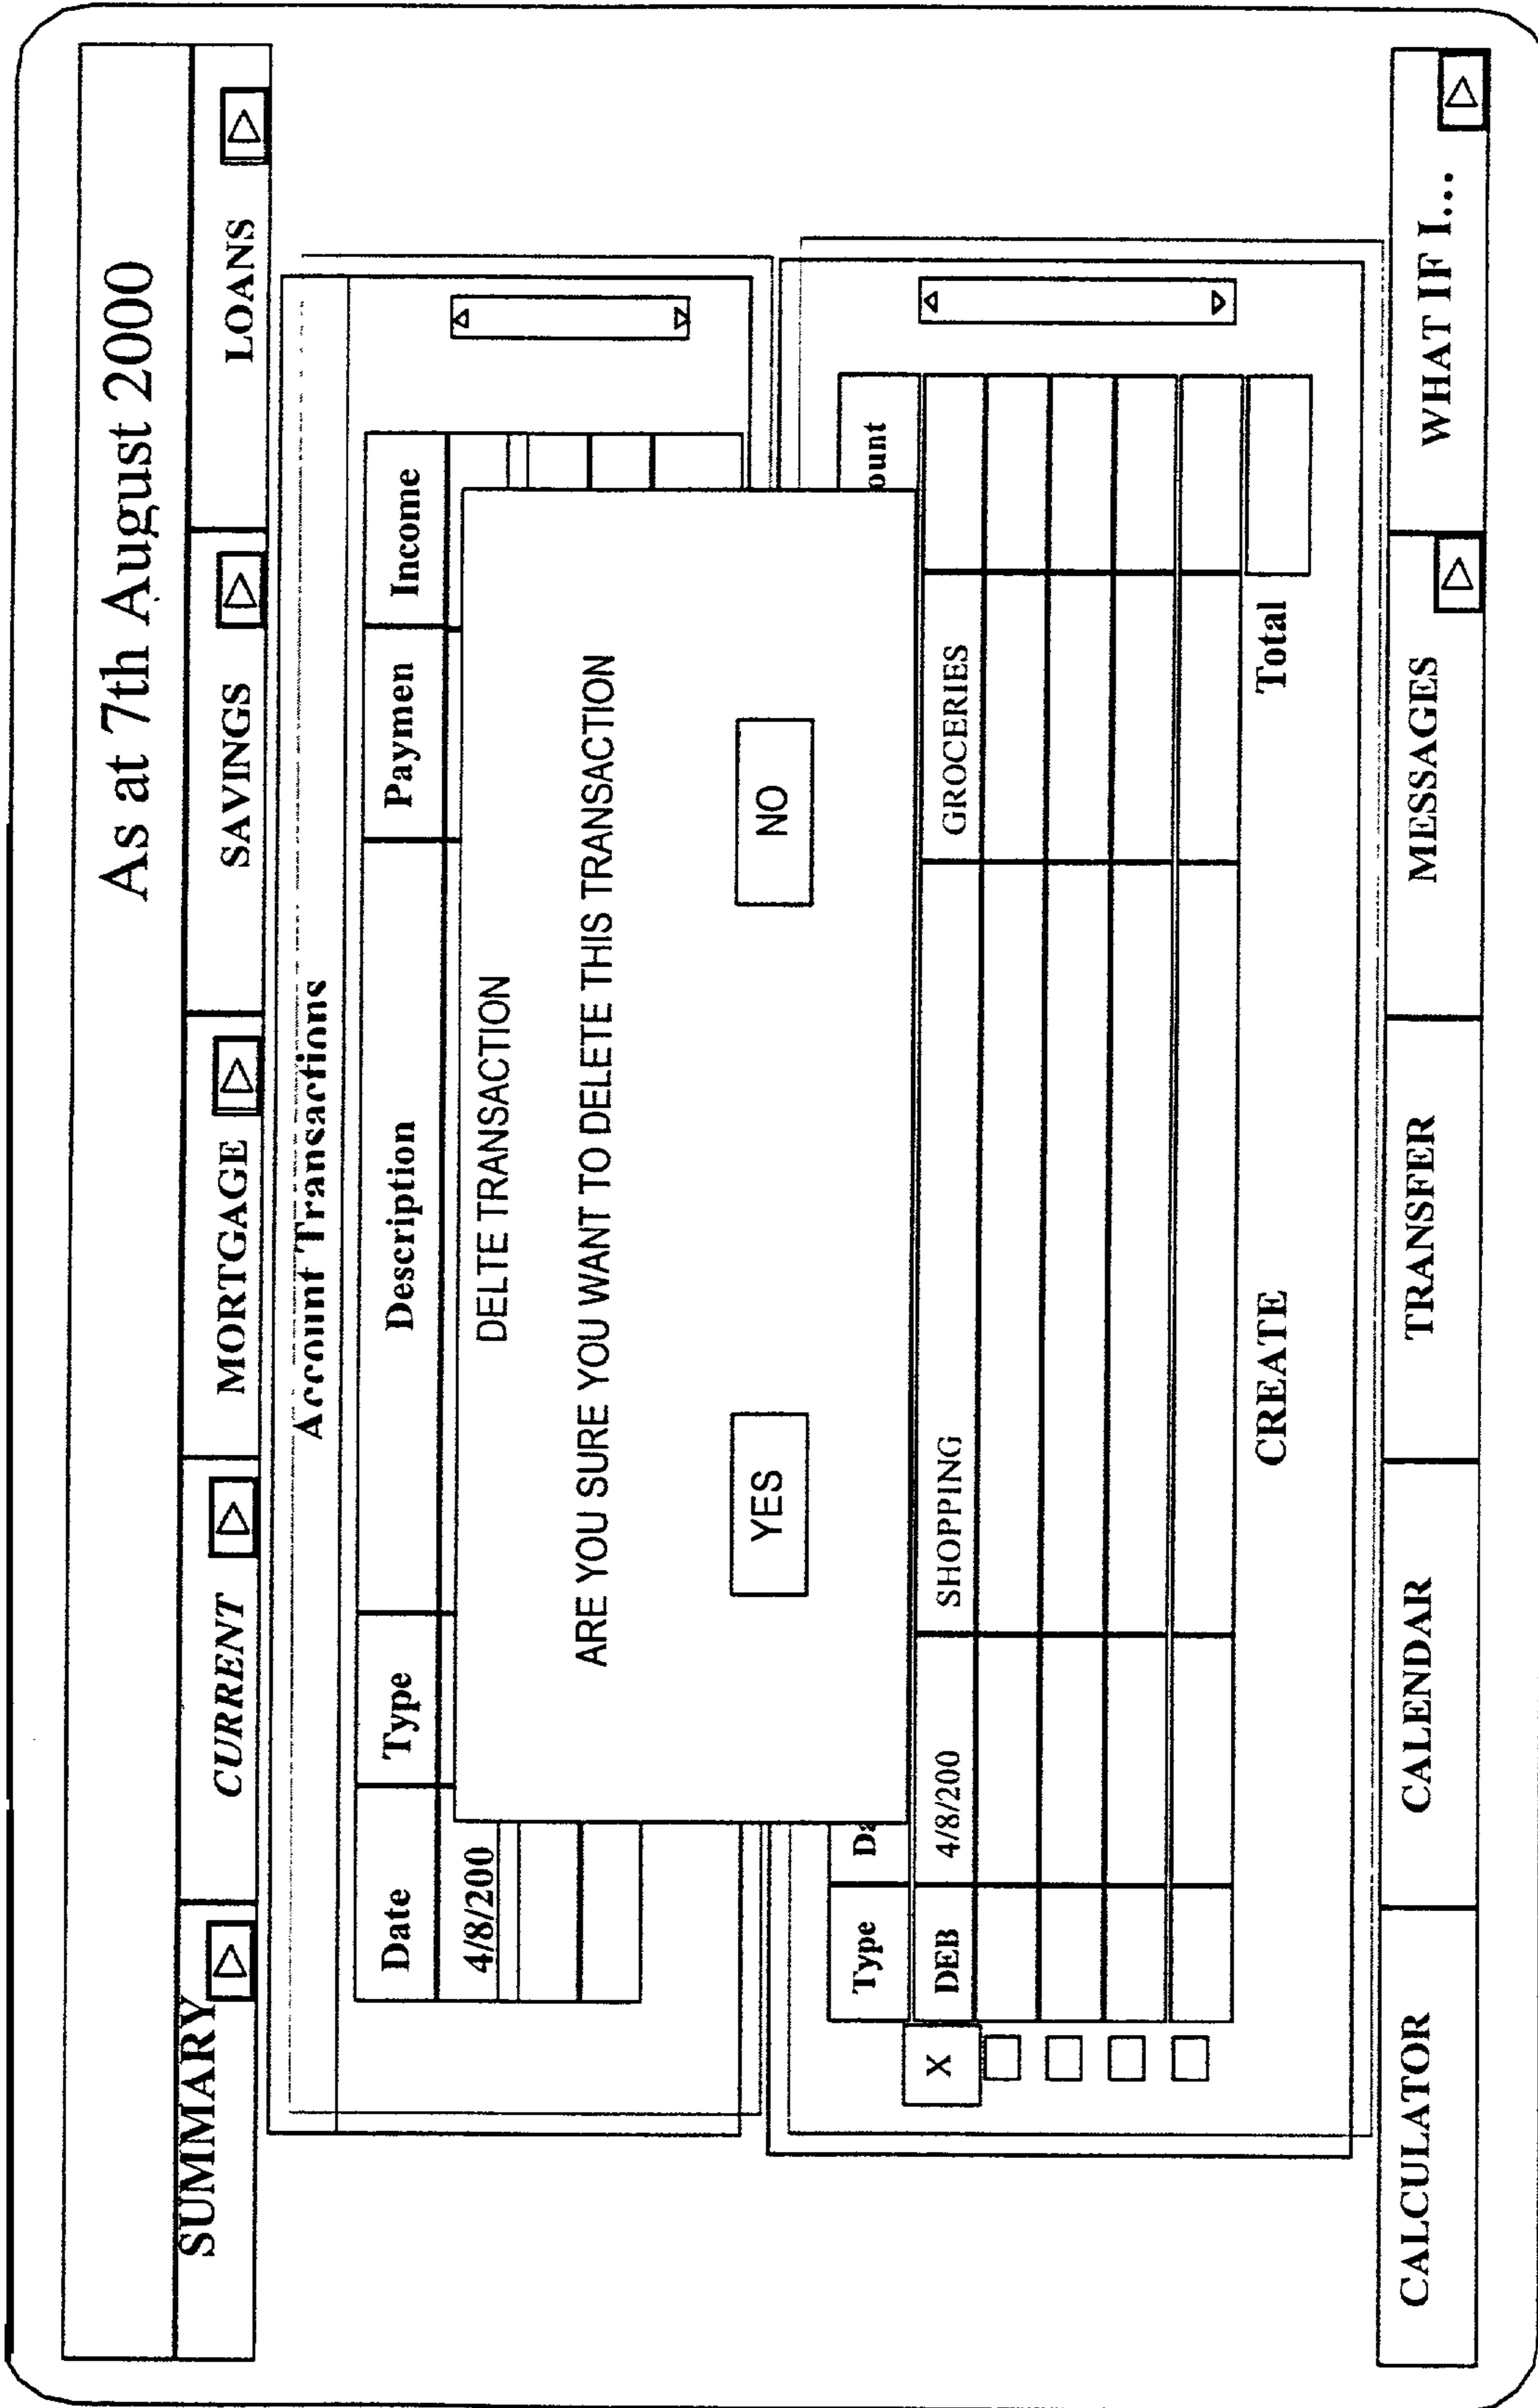 As at 7th August 2000
SUMMARY CURRENT MORTGAGE SAVINGS LOANS
Account Transactions
Date Type Description Paymen Income
4/8/200
DELTE TRANSACTION
ARE YOU SURE YOU WANT TO DELETE THIS TRANSACTION
YES NO
Type Da ount
X DEB 4/8/200 SHOPPING GROCERIES
CREATE Total
CALCULATOR CALENDAR TRANSFER MESSAGES WHAT IF I...